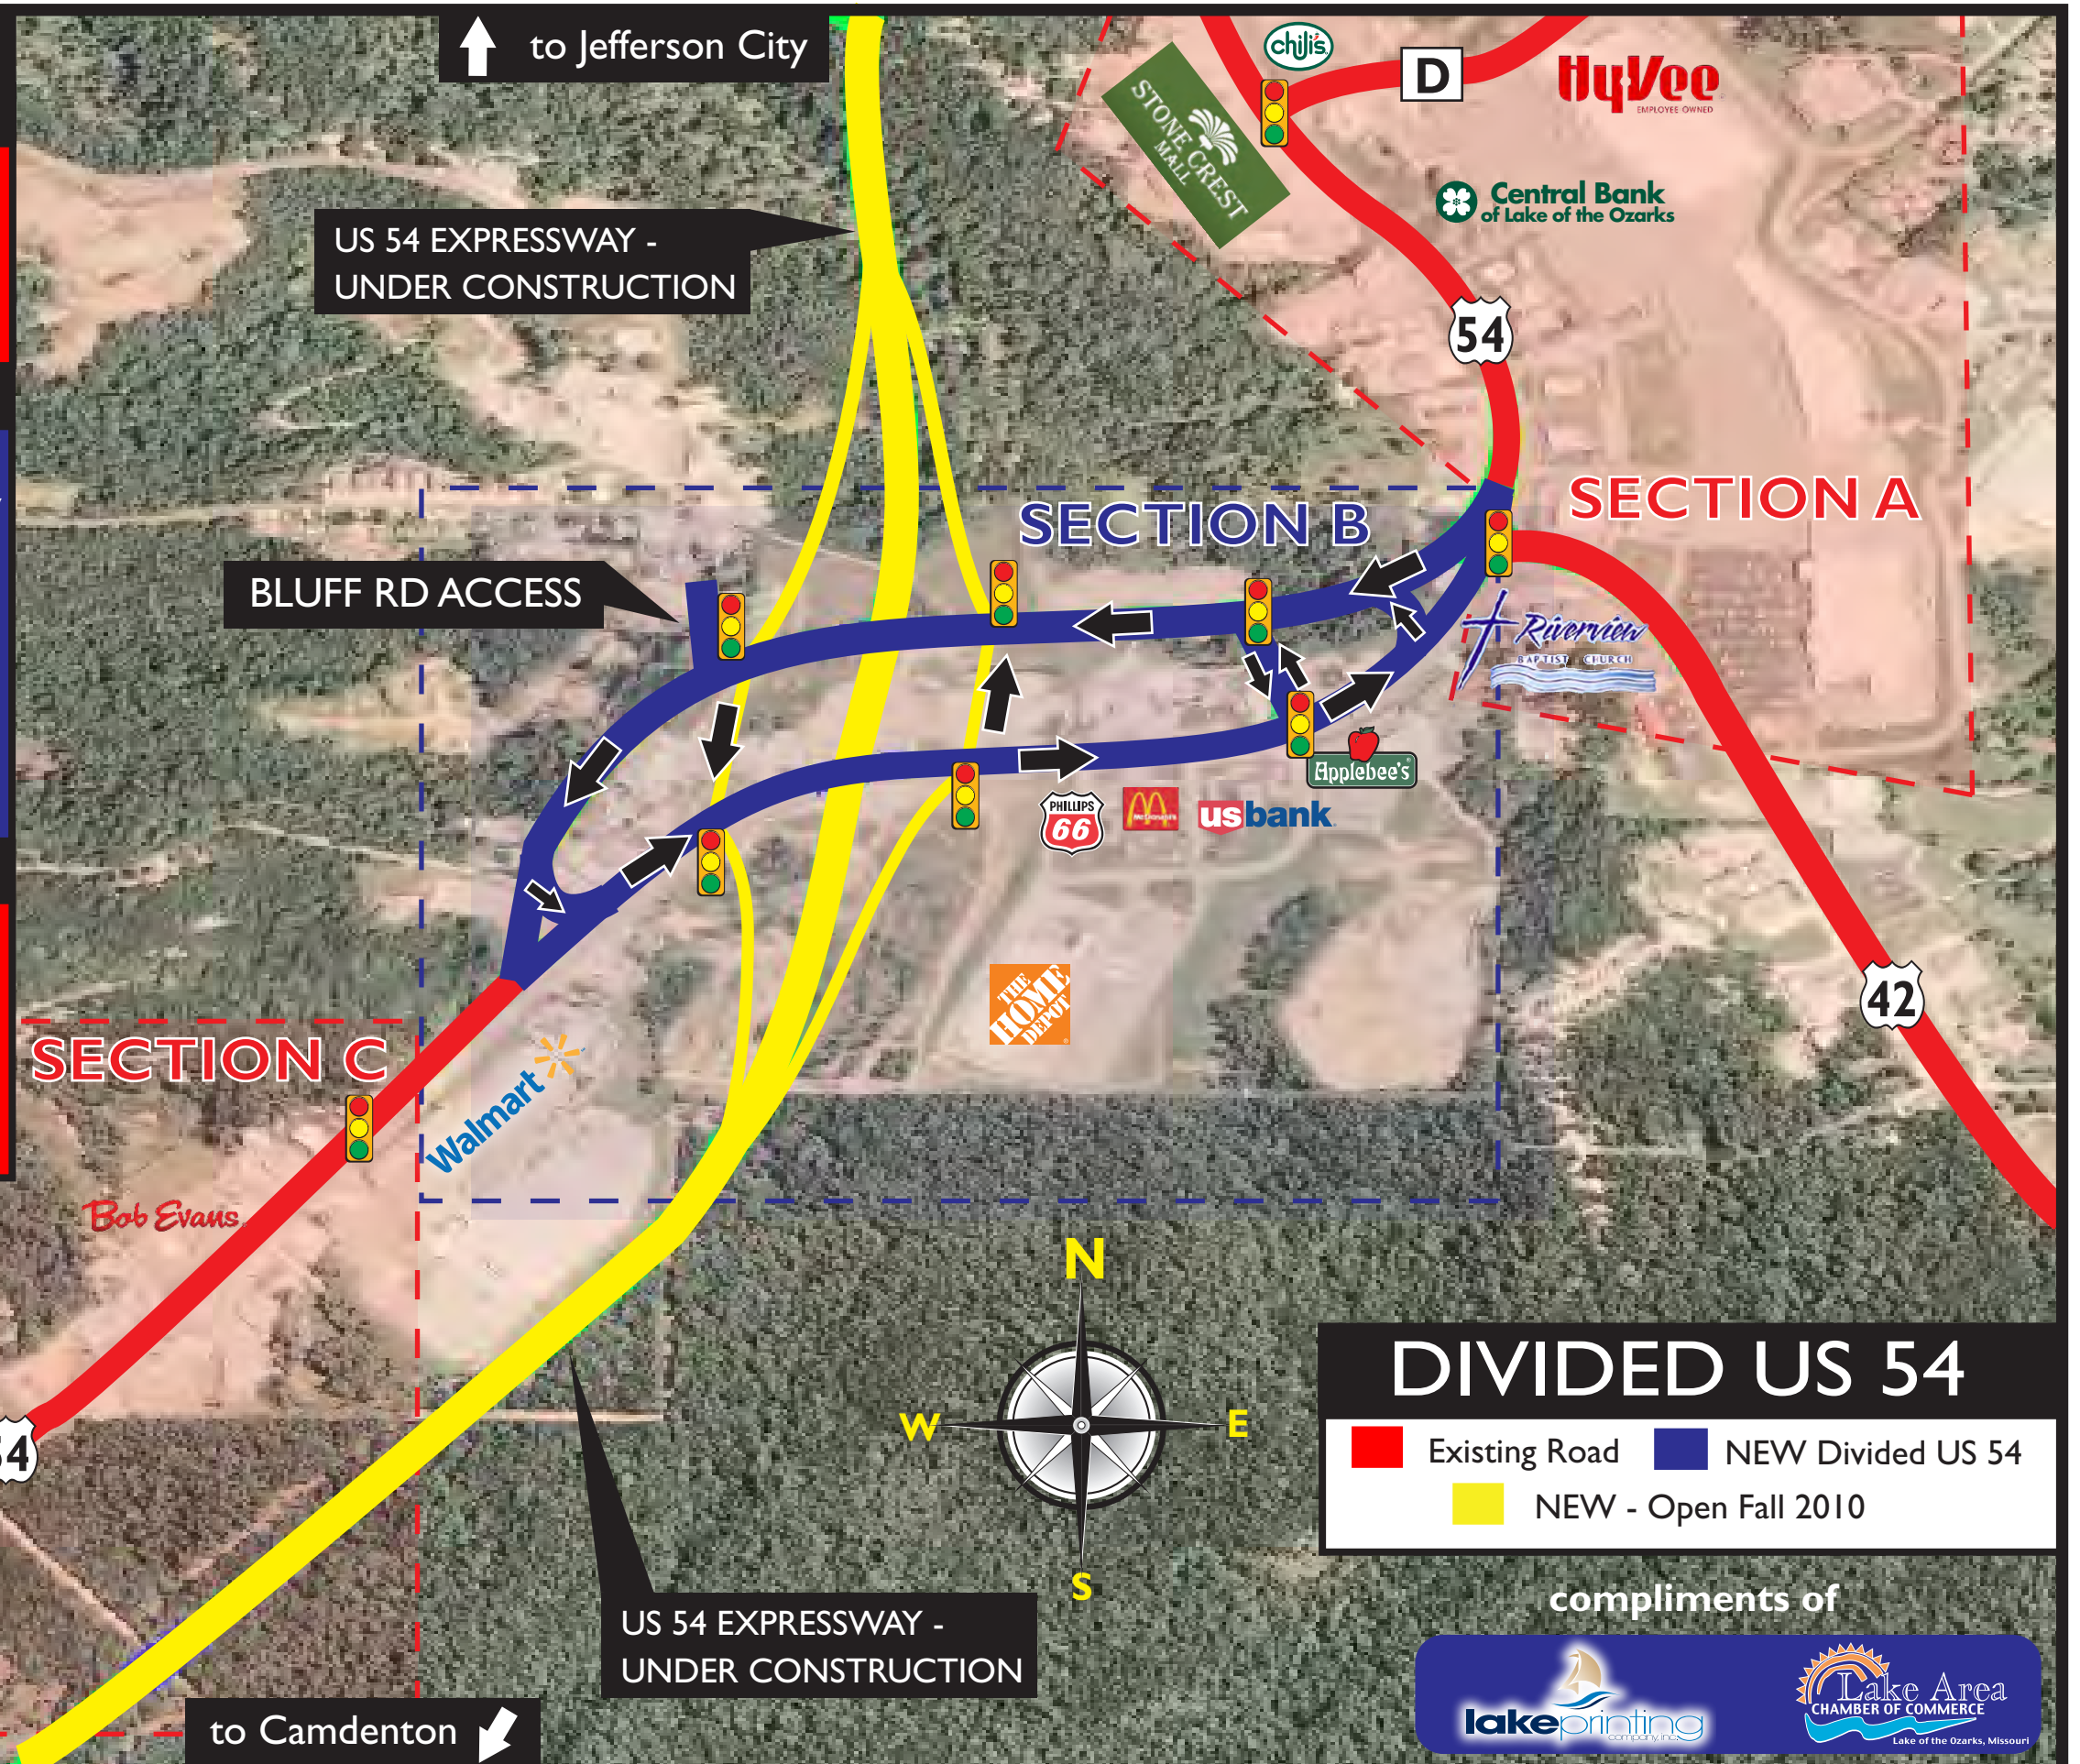 to Jefferson City
chili's
D
HyVee
EMPLOYEE OWNED
STONE CREST
MALL
Central Bank
of Lake of the Ozarks
US 54 EXPRESSWAY -
UNDER CONSTRUCTION
54
SECTION A
SECTION B
BLUFF RD ACCESS
Riverview
BAPTIST CHURCH
Applebee's
PHILLIPS
66
McDonald's
usbank
THE
HOME
DEPOT
42
SECTION C
Walmart
Bob Evans
N
W
E
S
54
DIVIDED US 54
Existing Road
NEW Divided US 54
NEW - Open Fall 2010
US 54 EXPRESSWAY -
UNDER CONSTRUCTION
to Camdenton
compliments of
lakeprinting
company, inc.
Lake Area
CHAMBER OF COMMERCE
Lake of the Ozarks, Missouri